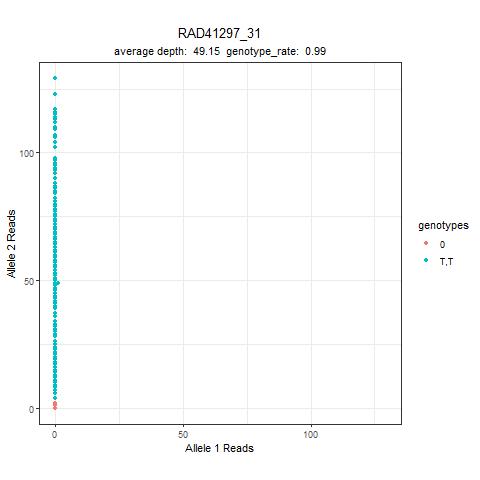 RAD41297_31
average depth:  49.15  genotype_rate:  0.99
100
50
0
Allele 2 Reads
0
50
100
Allele 1 Reads
genotypes
0
T,T